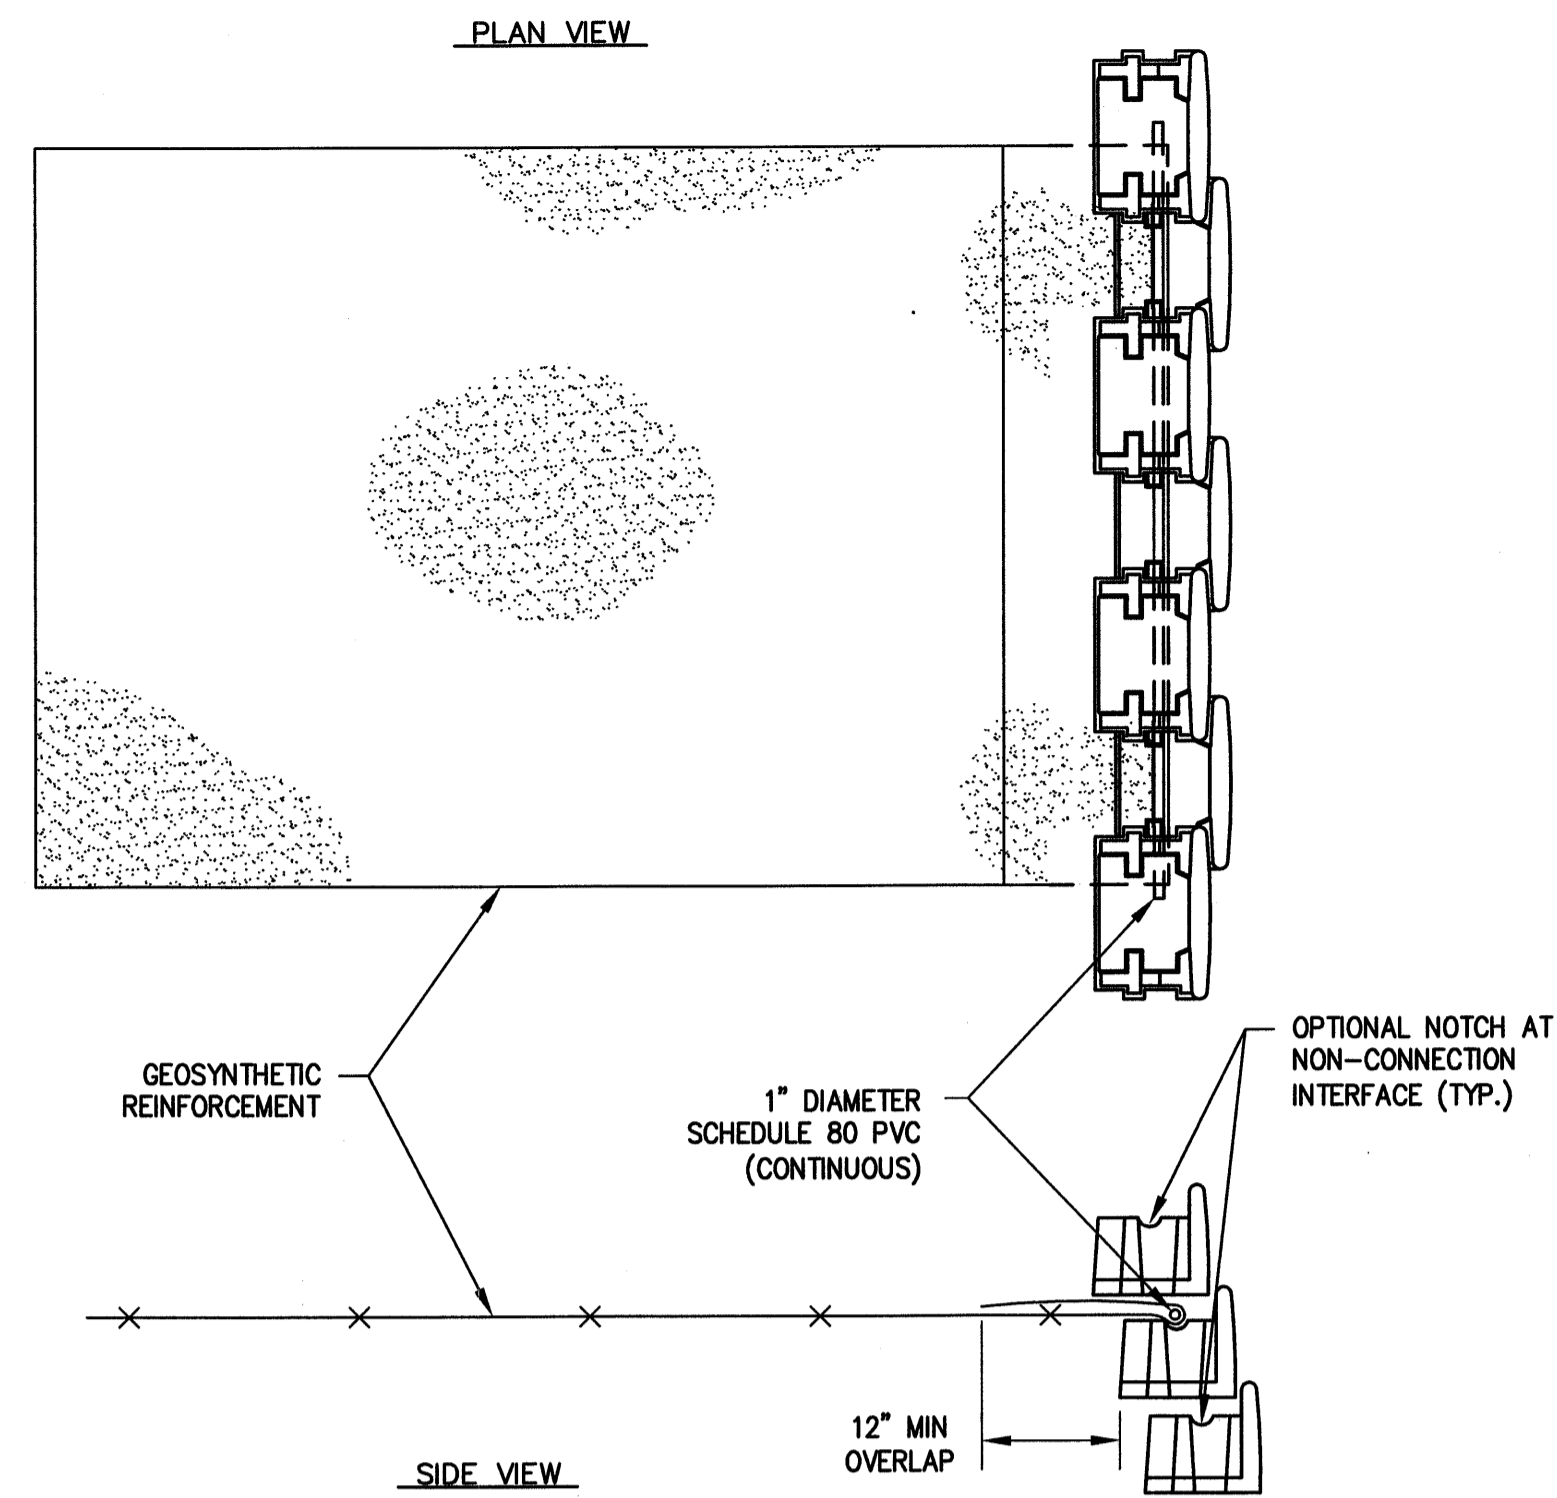 PLAN VIEW
GEOSYNTHETIC
REINFORCEMENT
1" DIAMETER
SCHEDULE 80 PVC
(CONTINUOUS)
OPTIONAL NOTCH AT
NON-CONNECTION
INTERFACE (TYP.)
12" MIN
OVERLAP
SIDE VIEW